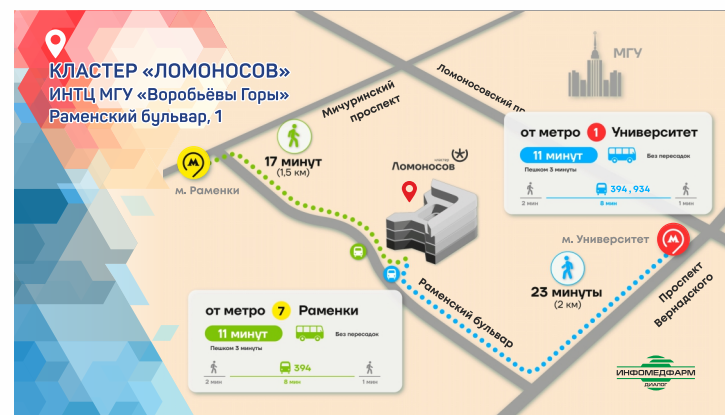 КЛАСТЕР «ЛОМОНОСОВ»
ИНТЦ МГУ «Воробьёвы Горы»
Раменский бульвар, 1
МГУ
Ломоносовский пр
Мичуринский
проспект
17 минут
(1,5 км)
м. Раменки
кластер
Ломоносов
от метро 1 Университет
11 минут
Без пересадок
Пешком 3 минуты
394, 934
2 мин
8 мин
1 мин
м. Университет
23 минуты
(2 км)
Проспект
Вернадского
Раменский бульвар
от метро 7 Раменки
11 минут
Без пересадок
Пешком 3 минуты
394
2 мин
8 мин
1 мин
ИНФОМЕДФАРМ
ДИАЛОГ